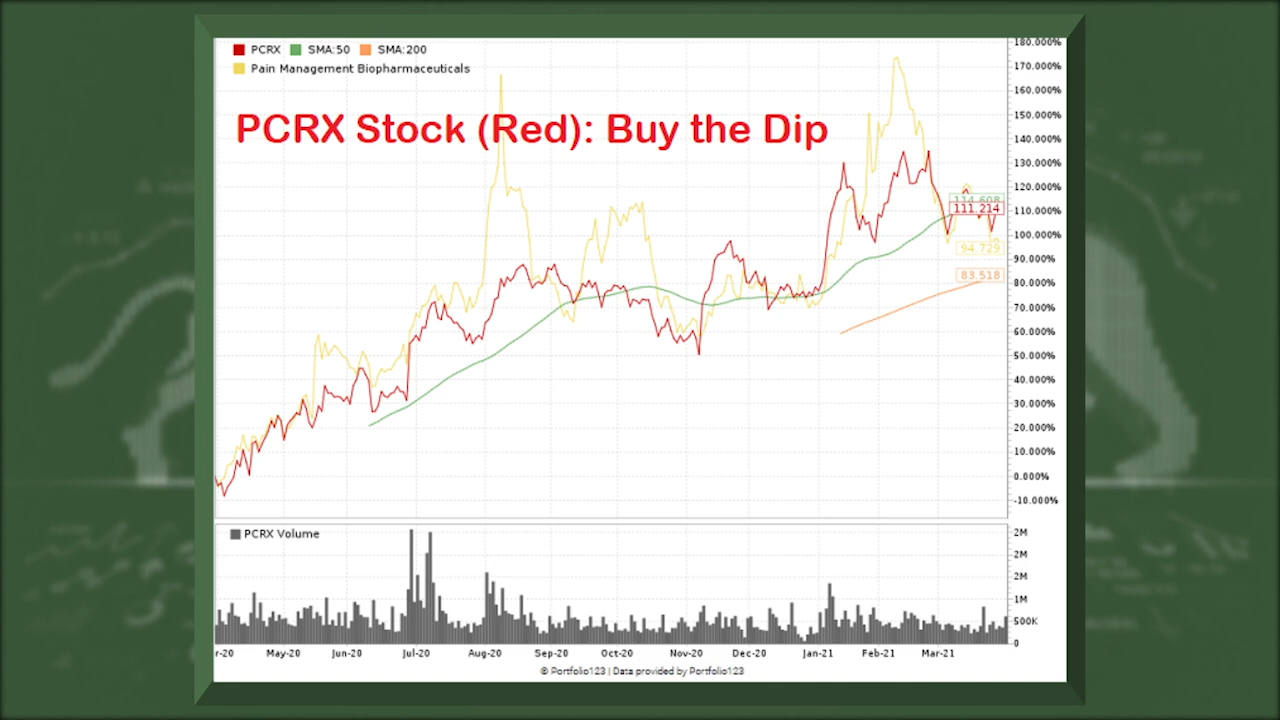 PCRX SMA:50 SMA:200
Pain Management Biopharmaceuticals
PCRX Stock (Red): Buy the Dip
180.000%
170.000%
160.000%
150.000%
140.000%
130.000%
120.000%
110.000%
100.000%
90.000%
80.000%
70.000%
60.000%
50.000%
40.000%
30.000%
20.000%
10.000%
0.000%
-10.000%
114.608
111.214
94.729
83.518
PCRX Volume
2M
2M
2M
1M
500K
0
r-20 May-20 Jun-20 Jul-20 Aug-20 Sep-20 Oct-20 Nov-20 Dec-20 Jan-21 Feb-21 Mar-21
© Portfolio123 | Data provided by Portfolio123